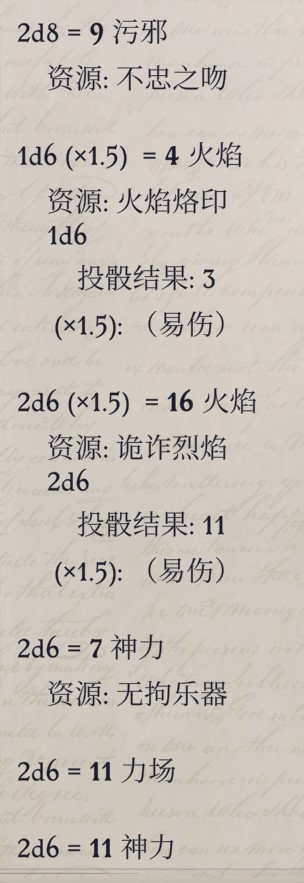 2d8 = 9 污邪
资源: 不忠之吻
1d6 (×1.5) = 4 火焰
资源: 火焰烙印
1d6
投骰结果: 3
(×1.5): （易伤）
2d6 (×1.5) = 16 火焰
资源: 诡诈烈焰
2d6
投骰结果: 11
(×1.5): （易伤）
2d6 = 7 神力
资源: 无拘乐器
2d6 = 11 力场
2d6 = 11 神力